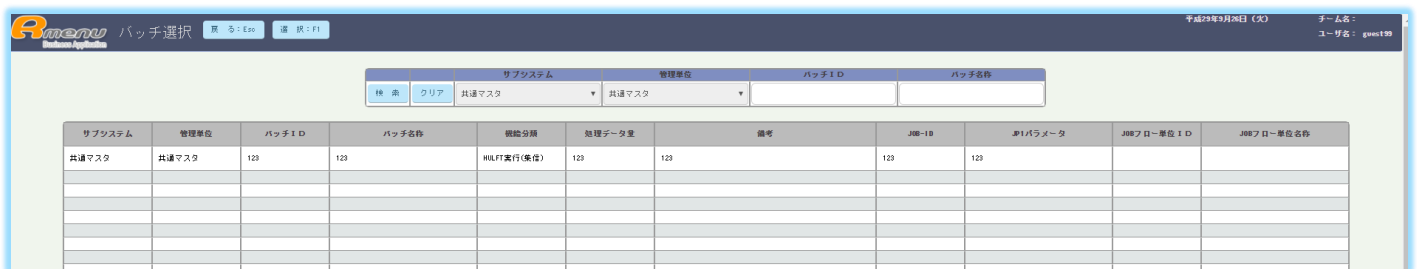 Amenu
Business Application
バッチ選択
戻 る:Esc
選 択:F1
平成29年9月26日 (火)
チーム名:
ユーザ名: guest99
サブシステム 管理単位 バッチID バッチ名称
検 索 クリア 共通マスタ 共通マスタ
サブシステム 管理単位 バッチID バッチ名称 機能分類 処理データ量 備考 JOB-ID JP1パラメータ JOBフロー単位ID JOBフロー単位名称
共通マスタ 共通マスタ 123 123 HULFT実行(集信) 123 123 123 123